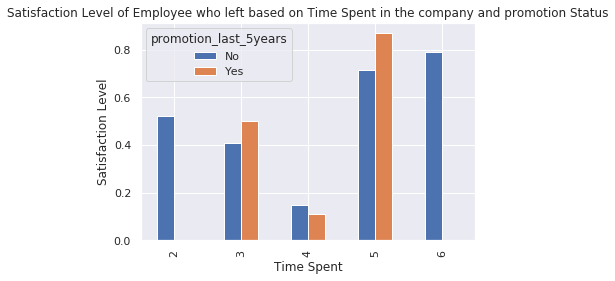 Satisfaction Level of Employee who left based on Time Spent in the company and promotion Status
promotion_last_5years
No
Yes
0.8
0.6
0.4
0.2
0.0
Satisfaction Level
2
3
4
5
6
Time Spent